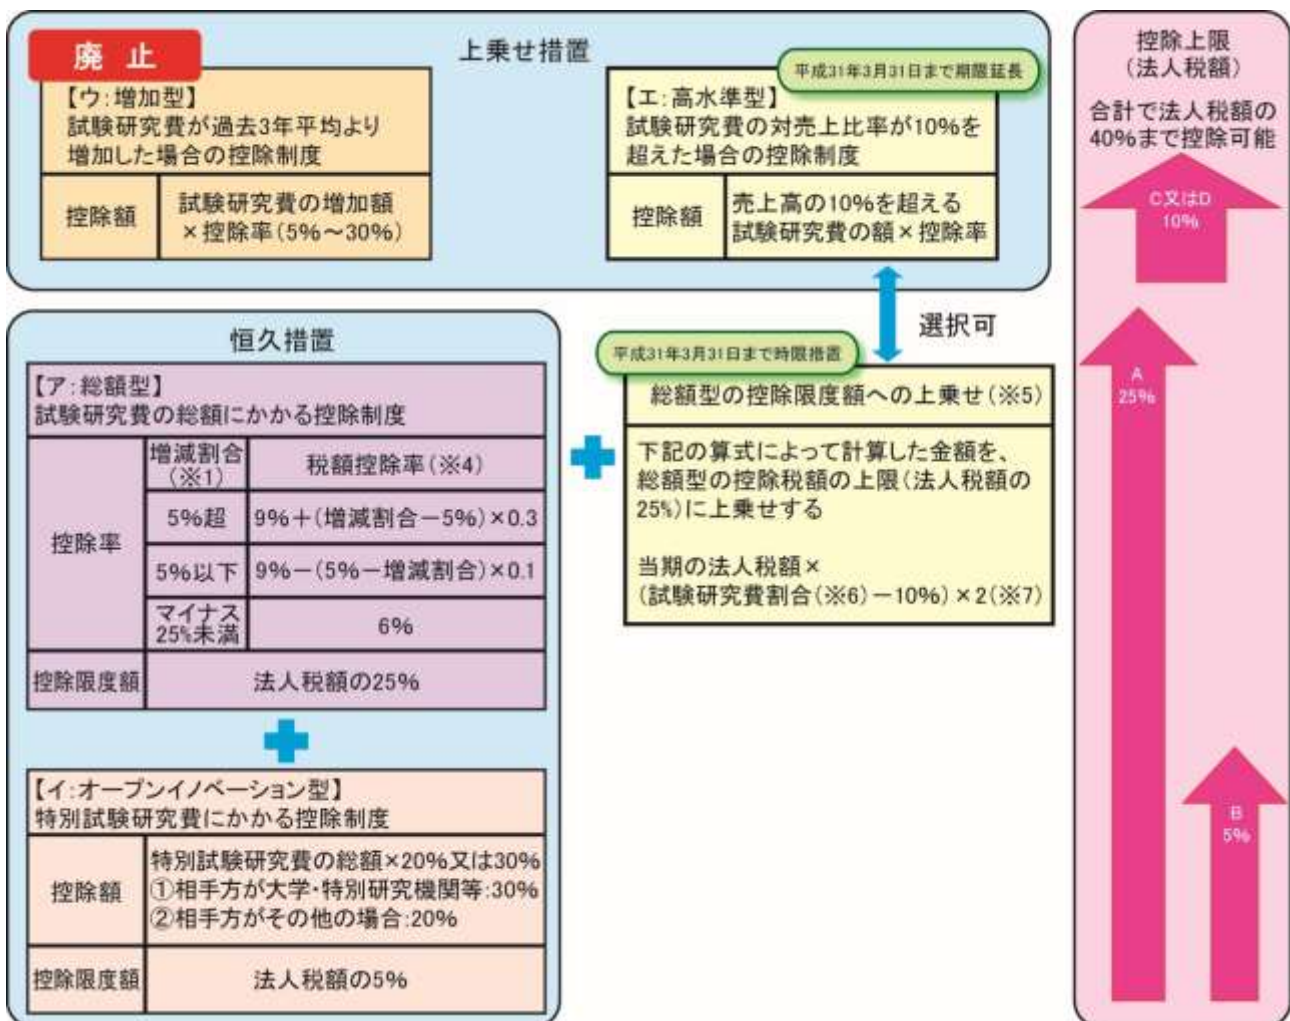 廃止
上乗せ措置
【ウ:増加型】
試験研究費が過去3年平均より
増加した場合の控除制度
控除額
試験研究費の増加額
×控除率(5%～30%)
平成31年3月31日まで期限延長
【エ:高水準型】
試験研究費の対売上比率が10%を
超えた場合の控除制度
控除額
売上高の10%を超える
試験研究費の額×控除率
選択可
恒久措置
【ア:総額型】
試験研究費の総額にかかる控除制度
控除率
増減割合
(※1)
税額控除率(※4)
5%超
9%+(増減割合-5%)×0.3
5%以下
9%-(5%-増減割合)×0.1
マイナス
25%未満
6%
控除限度額
法人税額の25%
【イ:オープンイノベーション型】
特別試験研究費にかかる控除制度
控除額
特別試験研究費の総額×20%又は30%
①相手方が大学・特別研究機関等:30%
②相手方がその他の場合:20%
控除限度額
法人税額の5%
平成31年3月31日まで時限措置
総額型の控除限度額への上乗せ(※5)
下記の算式によって計算した金額を、
総額型の控除税額の上限(法人税額の
25%)に上乗せする
当期の法人税額×
(試験研究費割合(※6)-10%)×2(※7)
控除上限
(法人税額)
合計で法人税額の
40%まで控除可能
C又はD
10%
A
25%
B
5%